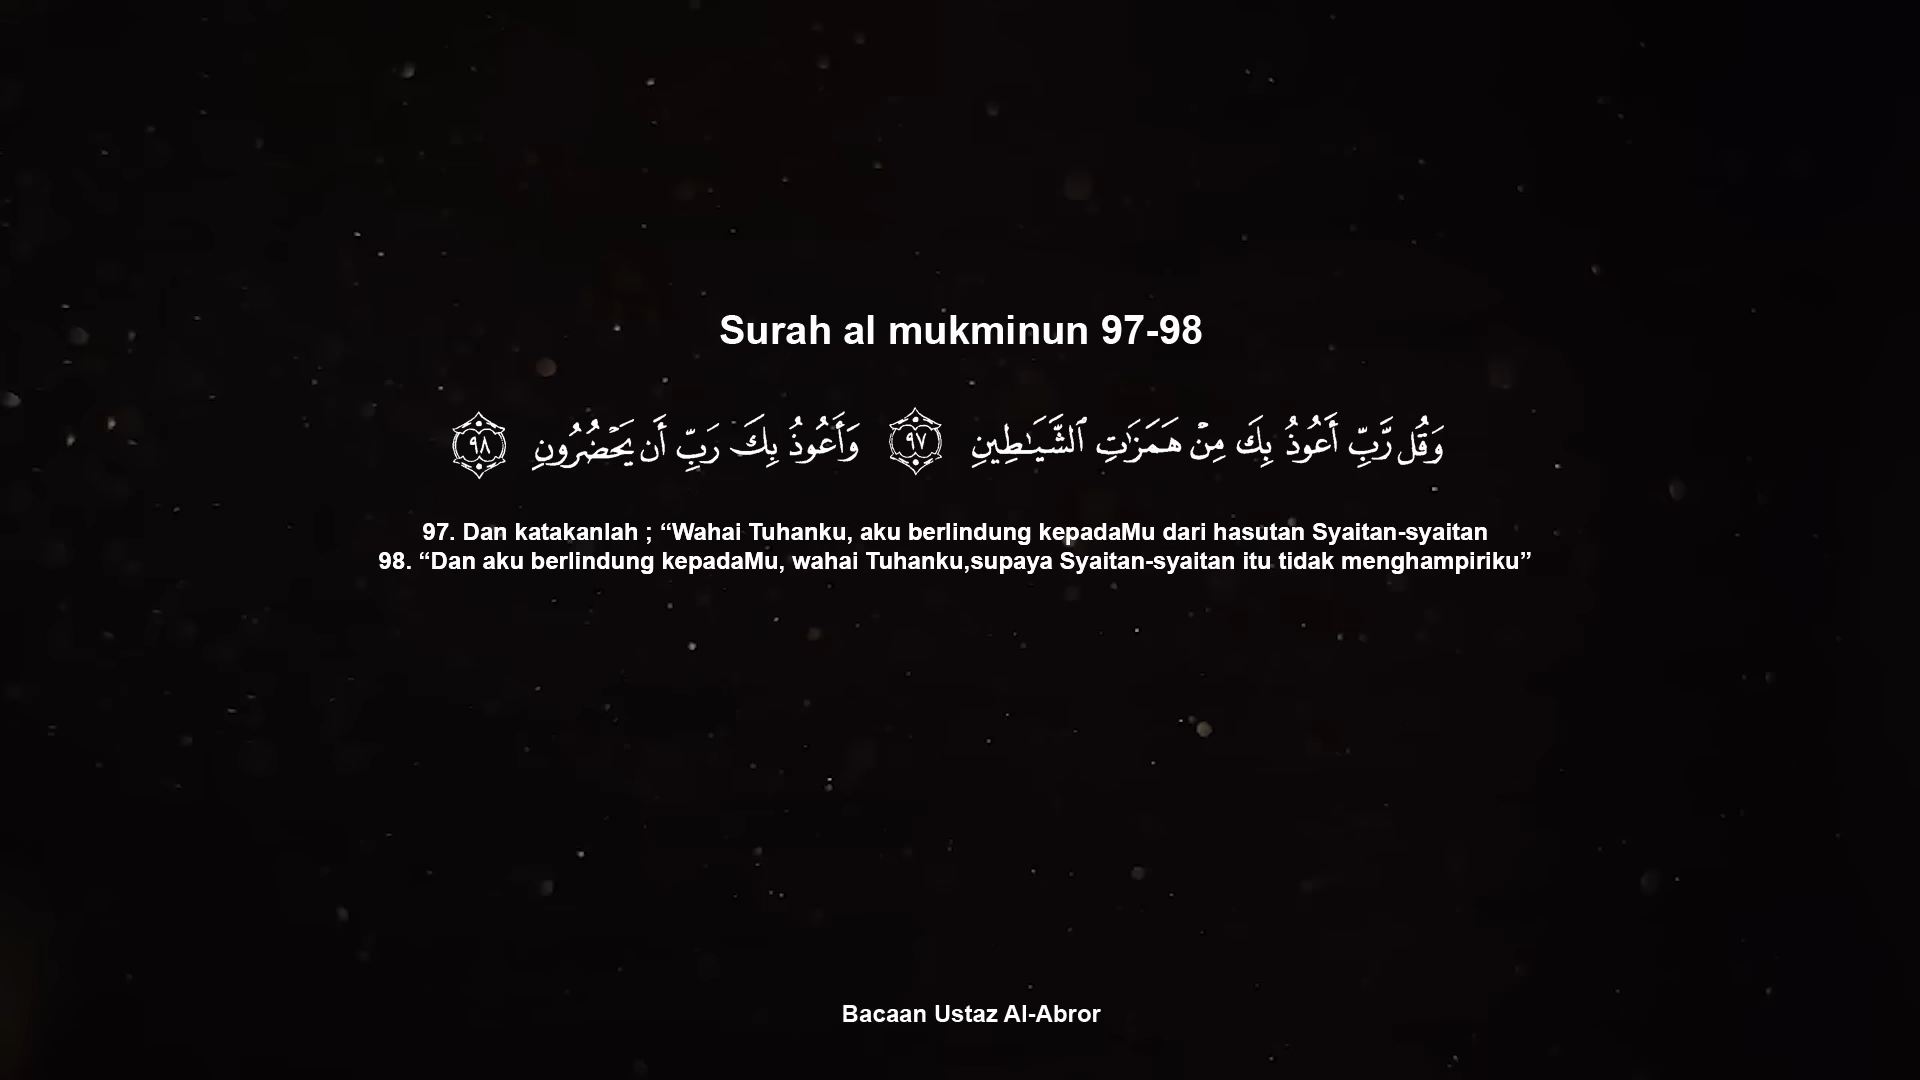 Surah al mukminun 97-98
وَقُل رَّبِّ أَعُوذُ بِكَ مِنْ هَمَزَٰتِ ٱلشَّيَـٰطِينِ ٩٧ وَأَعُوذُ بِكَ رَبِّ أَن يَحْضُرُونِ ٩٨
97. Dan katakanlah ; “Wahai Tuhanku, aku berlindung kepadaMu dari hasutan Syaitan-syaitan
98. “Dan aku berlindung kepadaMu, wahai Tuhanku,supaya Syaitan-syaitan itu tidak menghampiriku”
Bacaan Ustaz Al-Abror